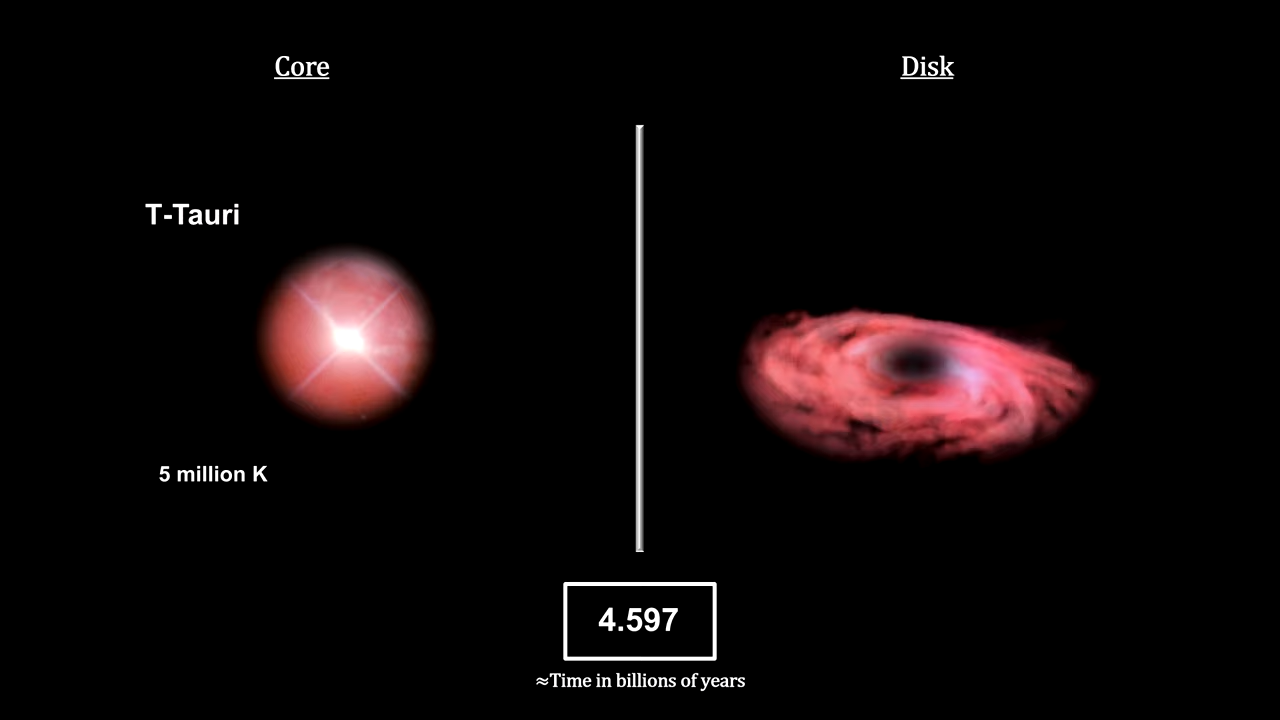 Core
Disk
T-Tauri
5 million K
4.597
≈Time in billions of years